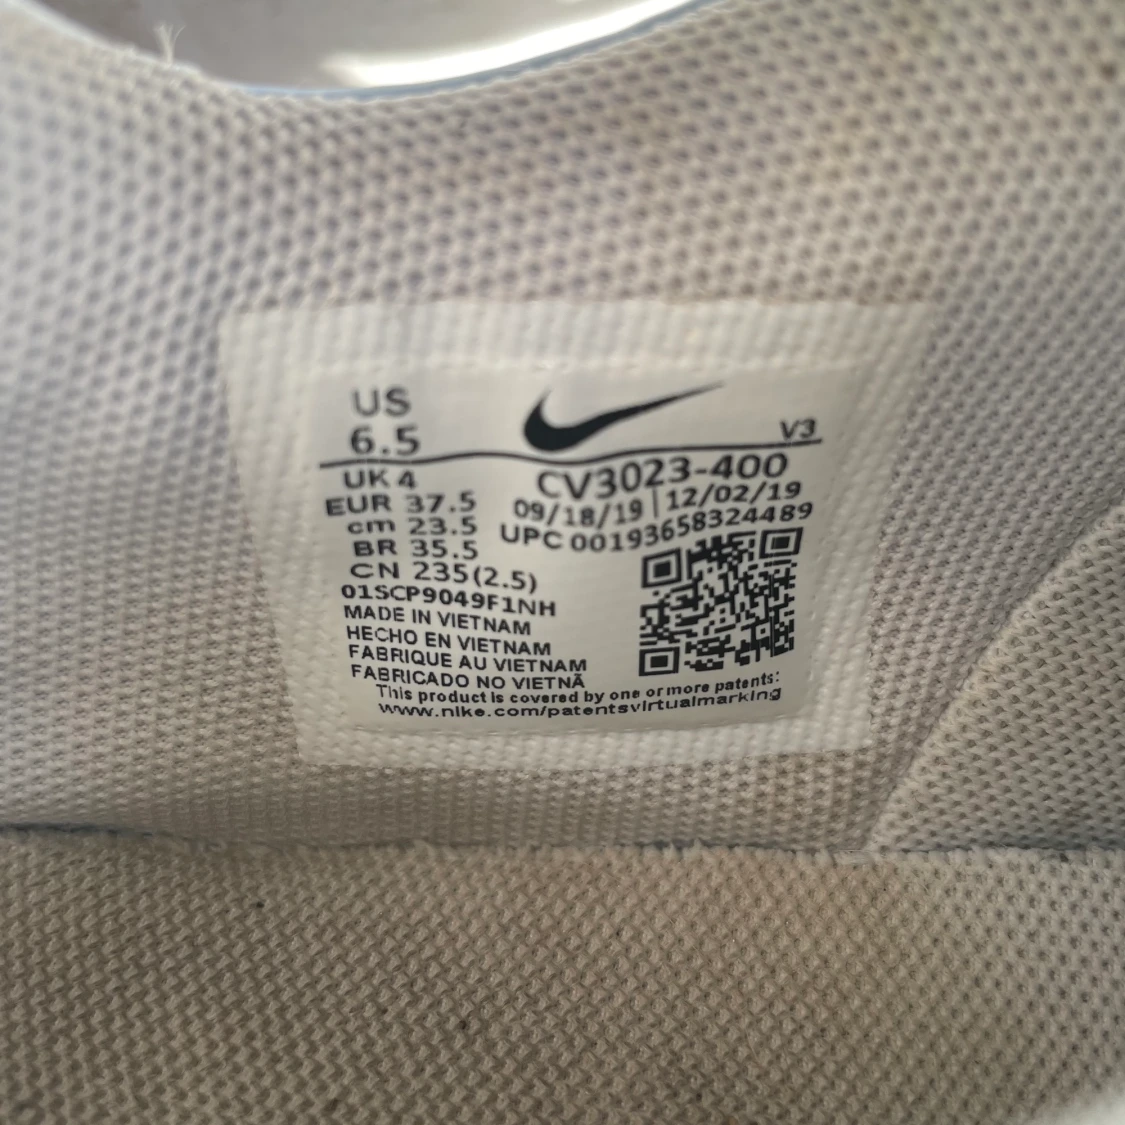 US
6.5
V3
UK 4
EUR 37.5
cm 23.5
BR 35.5
CN 235(2.5)
CV3023-400
09/18/19 | 12/02/19
UPC 00193658324489
01SCP9049F1NH
MADE IN VIETNAM
HECHO EN VIETNAM
FABRIQUE AU VIETNAM
FABRICADO NO VIETNÃ
This product is covered by one or more patents:
www.nike.com/patentsvirtualmarking